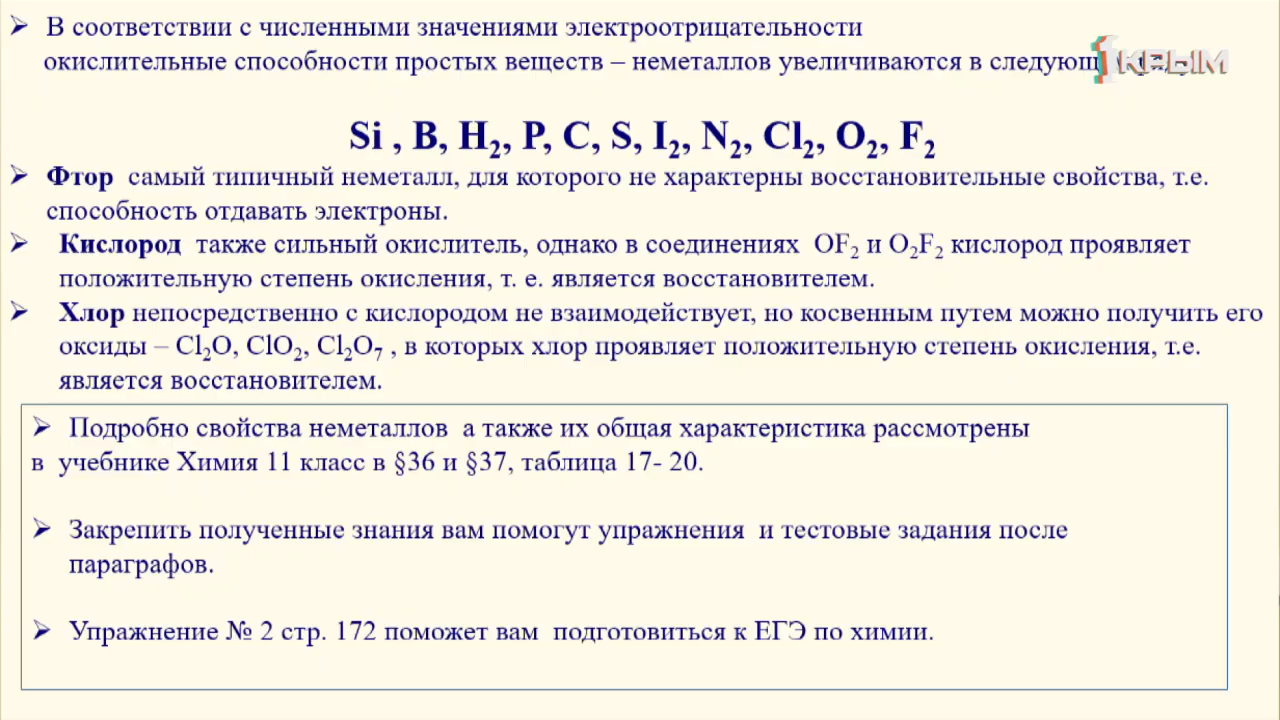 ➢ В соответствии с численными значениями электроотрицательности
окислительные способности простых веществ – неметаллов увеличиваются в
1КРЫМ
Si , B, H₂, P, C, S, I₂, N₂, Cl₂, O₂, F₂
➢ Фтор самый типичный неметалл, для которого не характерны восстановительные свойства, т.е.
способность отдавать электроны.
➢ Кислород также сильный окислитель, однако в соединениях OF₂ и O₂F₂ кислород проявляет
положительную степень окисления, т. е. является восстановителем.
➢ Хлор непосредственно с кислородом не взаимодействует, но косвенным путем можно получить его
оксиды – Cl₂O, ClO₂, Cl₂O₇ , в которых хлор проявляет положительную степень окисления, т.е.
является восстановителем.
➢ Подробно свойства неметаллов а также их общая характеристика рассмотрены
в учебнике Химия 11 класс в §36 и §37, таблица 17- 20.
➢ Закрепить полученные знания вам помогут упражнения и тестовые задания после
параграфов.
➢ Упражнение № 2 стр. 172 поможет вам подготовиться к ЕГЭ по химии.